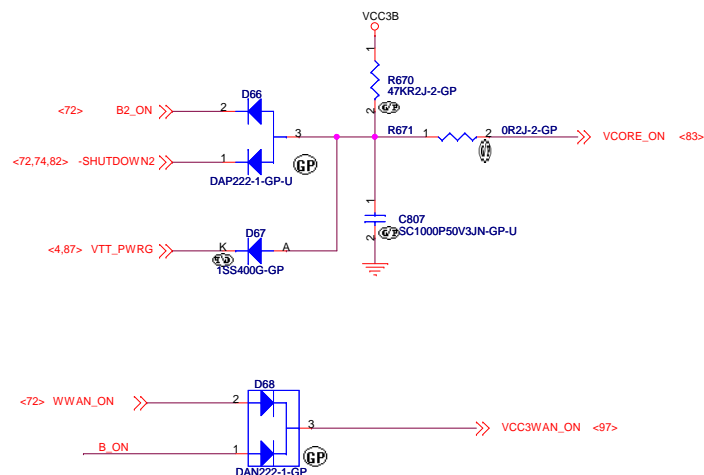 VCC3B
1
R670
47KR2J-2-GP
2
GP
D66
<72> B2_ON 2
3
R671 1 2 0R2J-2-GP
VCORE_ON <83>
<72,74,82> -SHUTDOWN2 1
GP
DAP222-1-GP-U
1
C807
SC1000P50V3JN-GP-U
2
GP
D67
<4,87> VTT_PWRG K A
1SS400G-GP
D68
<72> WWAN_ON 2
3
VCC3WAN_ON <97>
B_ON 1
GP
DAN222-1-GP